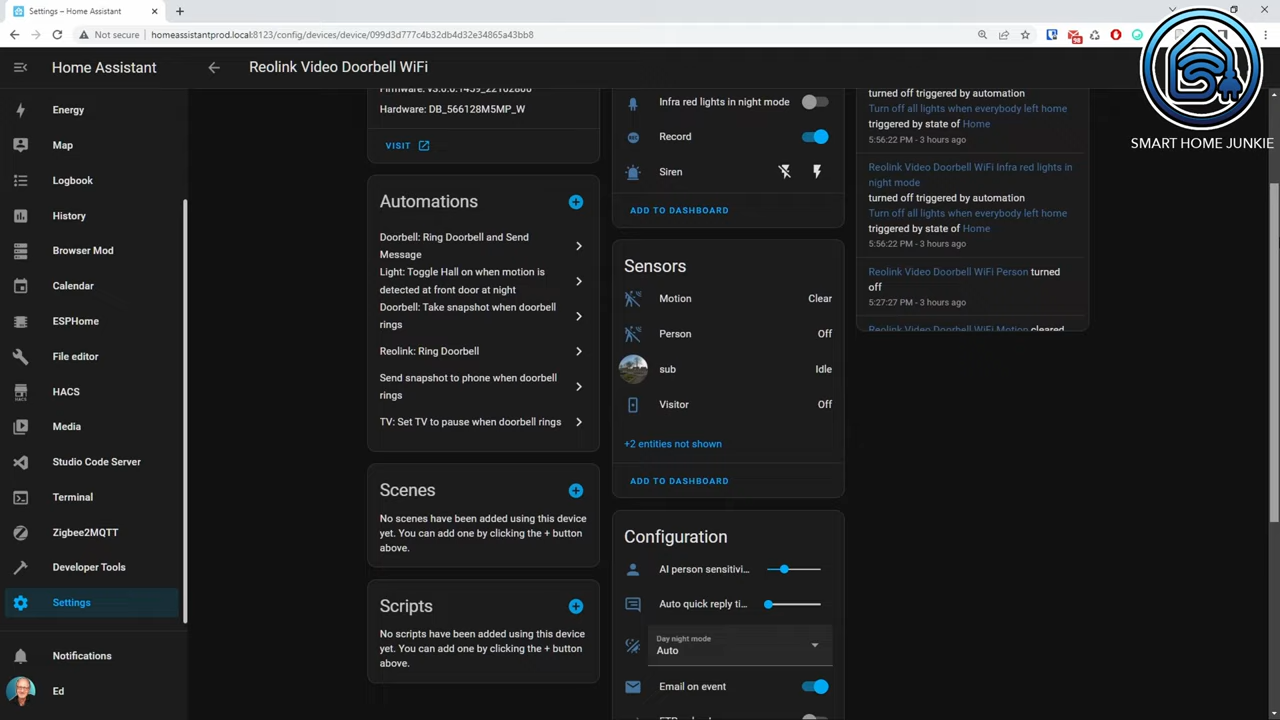 Settings – Home Assistant
Not secure
homeassistantprod.local:8123/config/devices/device/099d3d777c4b32db4d32e34865a43bb8
Home Assistant
Reolink Video Doorbell WiFi
SMART HOME JUNKIE
Energy
Map
Logbook
History
Browser Mod
Calendar
ESPHome
File editor
HACS
Media
Studio Code Server
Terminal
Zigbee2MQTT
Developer Tools
Settings
Notifications
Ed
Hardware: DB_566128M5MP_W
VISIT
Automations
Doorbell: Ring Doorbell and Send
Message
Light: Toggle Hall on when motion is
detected at front door at night
Doorbell: Take snapshot when doorbell
rings
Reolink: Ring Doorbell
Send snapshot to phone when doorbell
rings
TV: Set TV to pause when doorbell rings
Scenes
No scenes have been added using this device
yet. You can add one by clicking the + button
above.
Scripts
No scripts have been added using this device
yet. You can add one by clicking the + button
above.
Infra red lights in night mode
Record
Siren
ADD TO DASHBOARD
Sensors
Motion Clear
Person Off
sub Idle
Visitor Off
+2 entities not shown
ADD TO DASHBOARD
Configuration
AI person sensitivi...
Auto quick reply ti...
Day night mode
Auto
Email on event
turned off triggered by automation
Turn off all lights when everybody left home
triggered by state of Home
5:56:22 PM - 3 hours ago
Reolink Video Doorbell WiFi Infra red lights in
night mode
turned off triggered by automation
Turn off all lights when everybody left home
triggered by state of Home
5:56:22 PM - 3 hours ago
Reolink Video Doorbell WiFi Person turned
off
5:27:27 PM - 3 hours ago
Reolink Video Doorbell WiFi Motion cleared